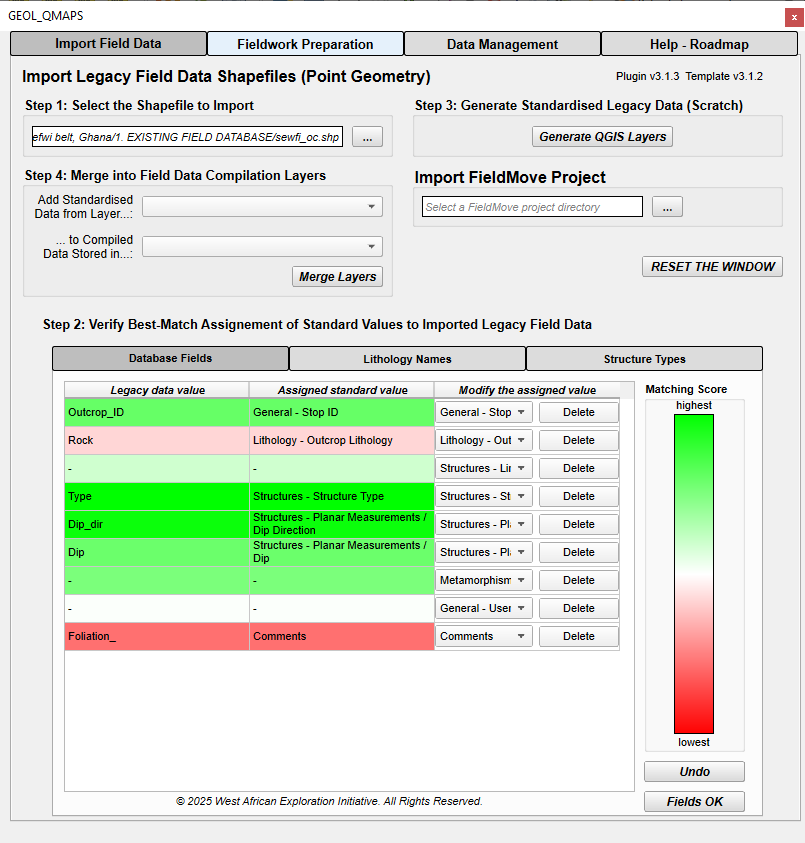 GEOL_QMAPS
x
Import Field Data
Fieldwork Preparation
Data Management
Help - Roadmap
Import Legacy Field Data Shapefiles (Point Geometry)
Plugin v3.1.3 Template v3.1.2
Step 1: Select the Shapefile to Import
efwi belt, Ghana/1. EXISTING FIELD DATABASE/sewfi_oc.shp
...
Step 3: Generate Standardised Legacy Data (Scratch)
Generate QGIS Layers
Step 4: Merge into Field Data Compilation Layers
Add Standardised
Data from Layer...:
... to Compiled
Data Stored in...:
Merge Layers
Import FieldMove Project
Select a FieldMove project directory
...
RESET THE WINDOW
Step 2: Verify Best-Match Assignement of Standard Values to Imported Legacy Field Data
Database Fields
Lithology Names
Structure Types
Legacy data value Assigned standard value Modify the assigned value
Outcrop_ID General - Stop ID General - Stop Delete
Rock Lithology - Outcrop Lithology Lithology - Out Delete
- - Structures - Lin Delete
Type Structures - Structure Type Structures - St Delete
Dip_dir Structures - Planar Measurements / Dip Direction Structures - Pla Delete
Dip Structures - Planar Measurements / Dip Structures - Pla Delete
- - Metamorphism Delete
- - General - User Delete
Foliation_ Comments Comments Delete
Matching Score
highest
lowest
Undo
Fields OK
© 2025 West African Exploration Initiative. All Rights Reserved.